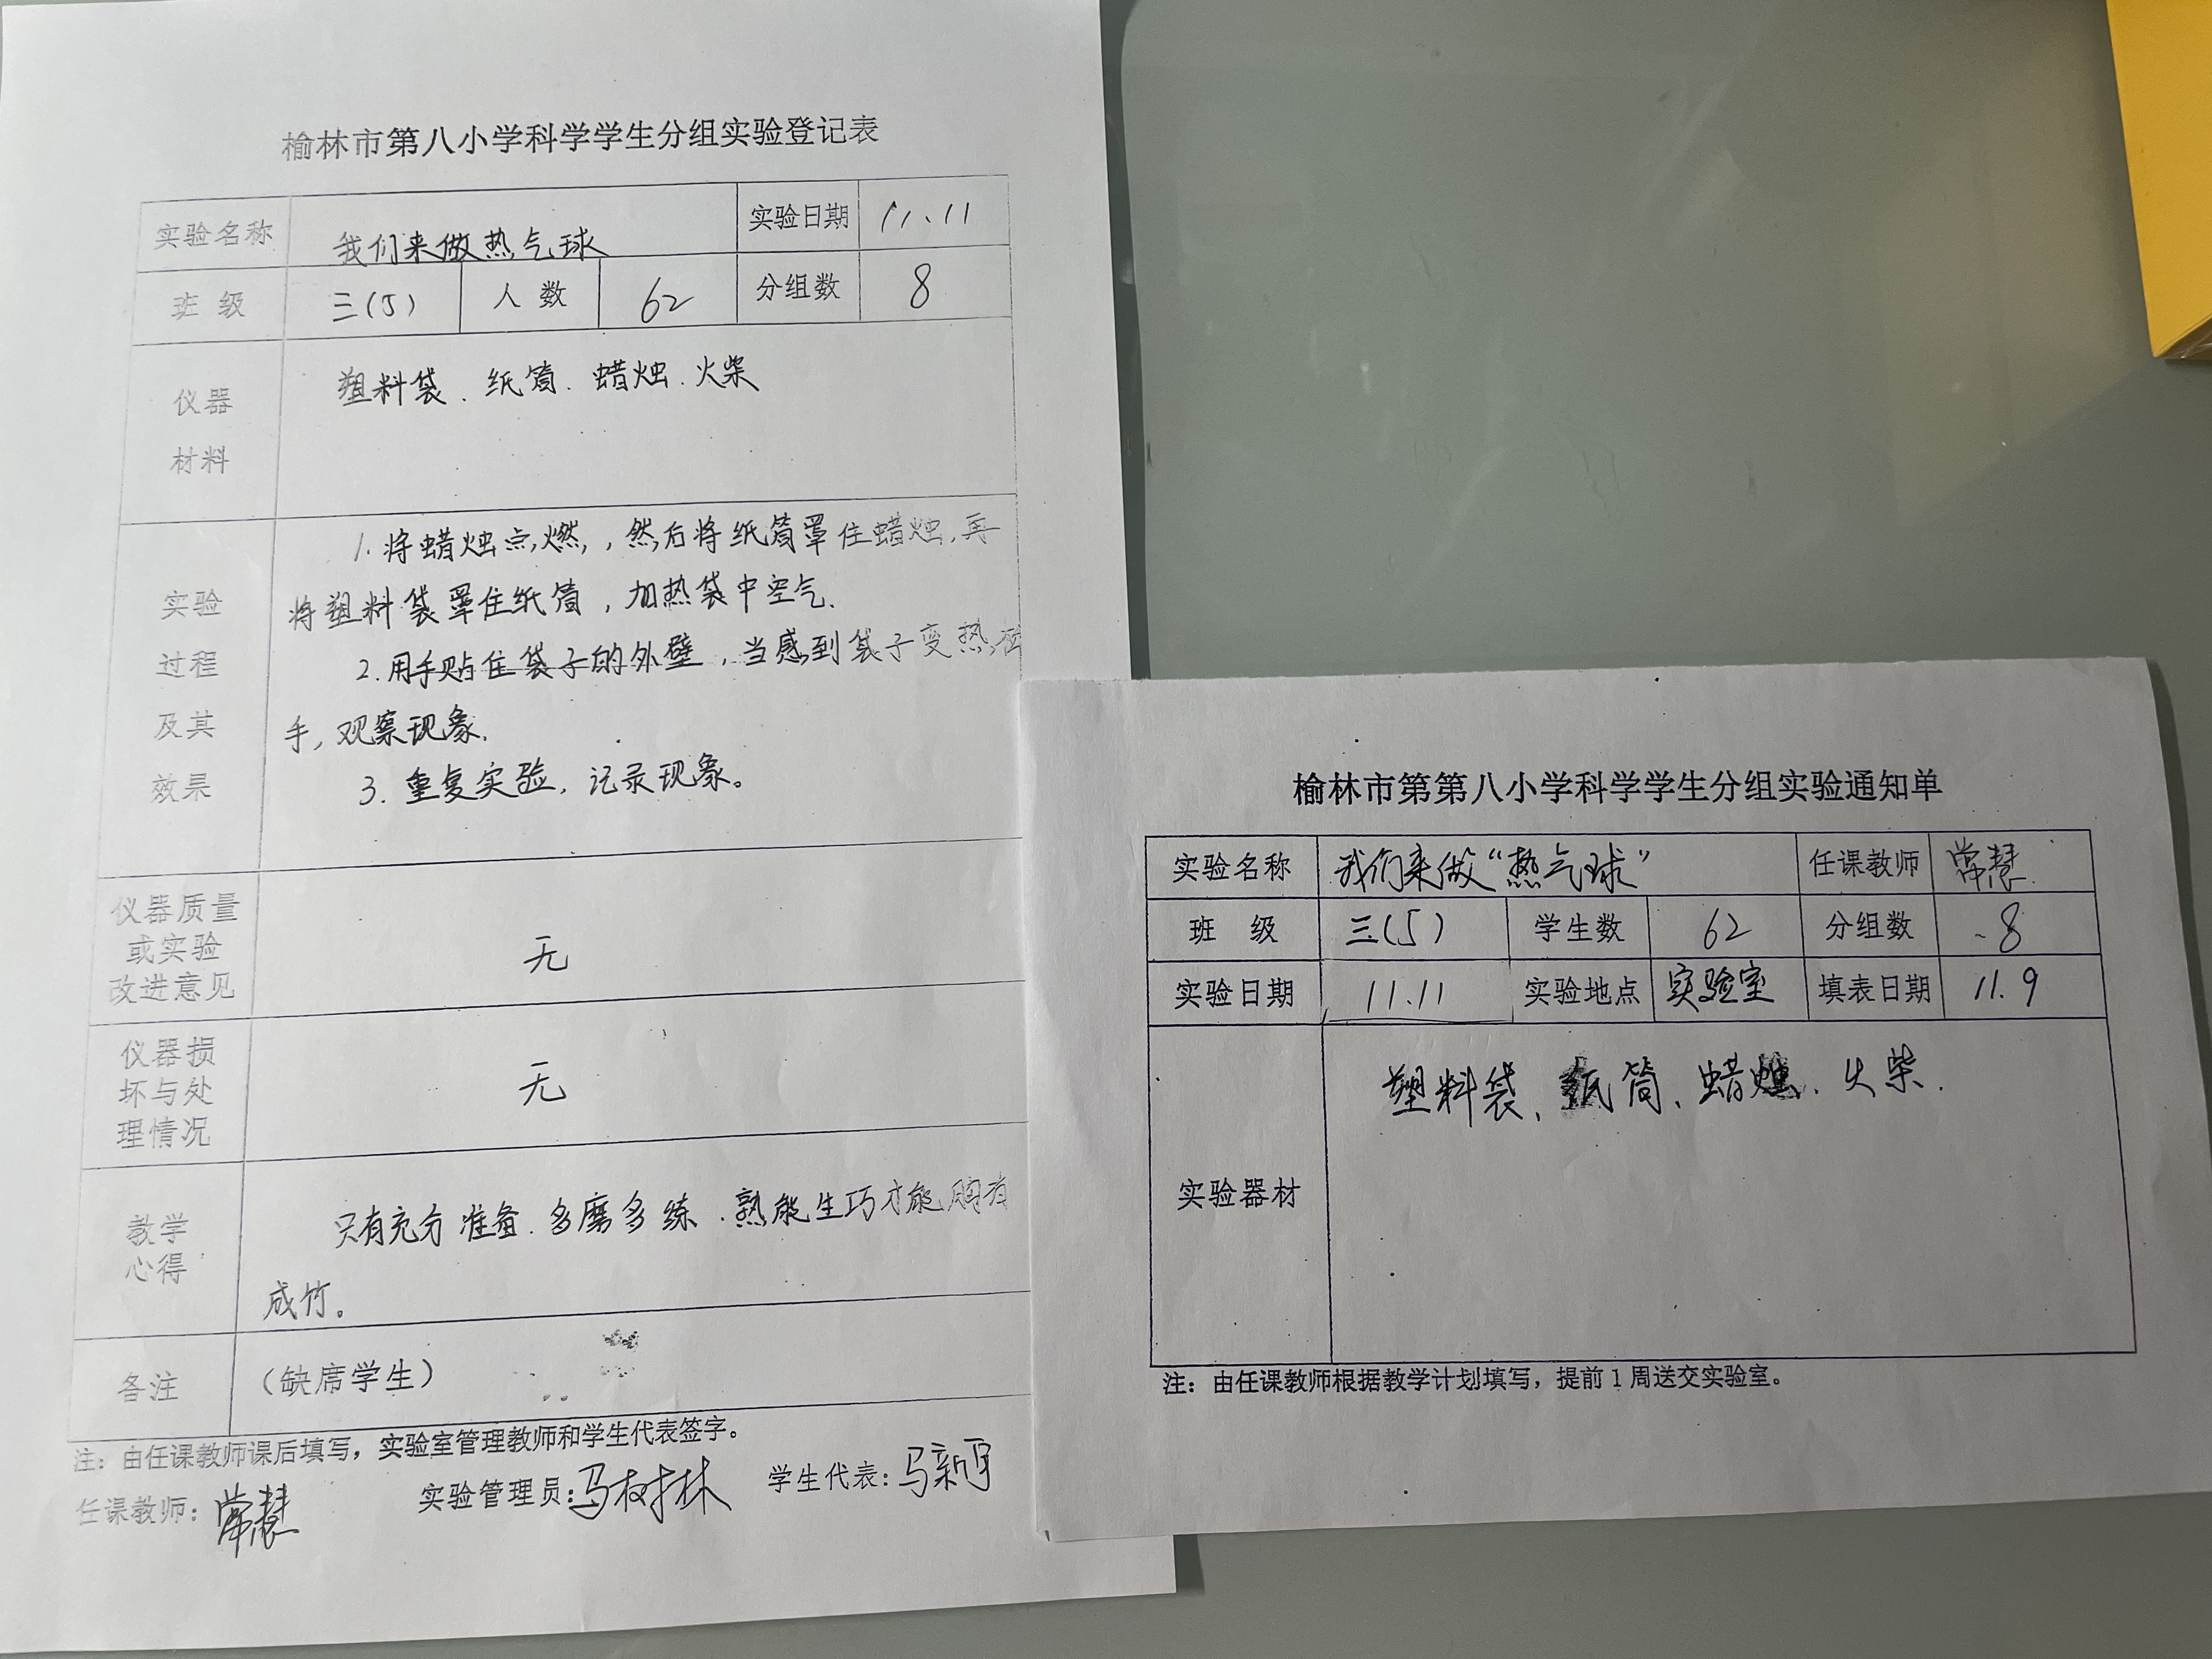 榆林市第八小学科学学生分组实验登记表
实验名称 我们来做热气球 实验日期 11.11
班 级 三(5) 人 数 62 分组数 8
仪器 材料 塑料袋、纸筒、蜡烛、火柴
实验 过程 及其 效果
1.将蜡烛点燃,,然后将纸筒罩住蜡烛,再
将塑料袋罩住纸筒,加热袋中空气.
2.用手贴住袋子的外壁,当感到袋子变热,
手,观察现象.
3.重复实验,记录现象。
仪器质量
或实验
改进意见
无
仪器损
坏与处
理情况
无
教学
心得
只有充分准备.多磨多练.熟能生巧才能胸有
成竹。
各注 (缺席学生)
注:由任课教师课后填写,实验室管理教师和学生代表签字。
任课教师:常慧 实验管理员:马树林 学生代表:马新宇
榆林市第第八小学科学学生分组实验通知单
实验名称 我们来做“热气球” 任课教师 常慧
班 级 三(5) 学生数 62 分组数 8
实验日期 11.11 实验地点 实验室 填表日期 11.9
实验器材 塑料袋、纸筒、蜡烛、火柴.
注:由任课教师根据教学计划填写,提前1周送交实验室。